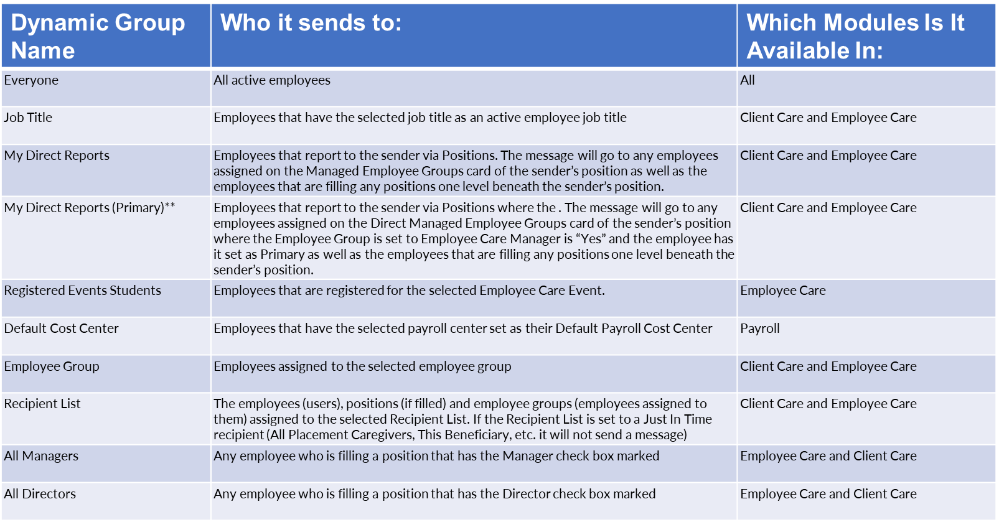 Dynamic Group
Name
Who it sends to:
Which Modules Is It
Available In:
Everyone
All active employees
All
Job Title
Employees that have the selected job title as an active employee job title
Client Care and Employee Care
My Direct Reports
Employees that report to the sender via Positions. The message will go to any employees
assigned on the Managed Employee Groups card of the sender’s position as well as the
employees that are filling any positions one level beneath the sender’s position.
Client Care and Employee Care
My Direct Reports (Primary)**
Employees that report to the sender via Positions where the . The message will go to any
employees assigned on the Direct Managed Employee Groups card of the sender’s position
where the Employee Group is set to Employee Care Manager is “Yes” and the employee has
it set as Primary as well as the employees that are filling any positions one level beneath the
sender’s position.
Client Care and Employee Care
Registered Events Students
Employees that are registered for the selected Employee Care Event.
Employee Care
Default Cost Center
Employees that have the selected payroll center set as their Default Payroll Cost Center
Payroll
Employee Group
Employees assigned to the selected employee group
Client Care and Employee Care
Recipient List
The employees (users), positions (if filled) and employee groups (employees assigned to
them) assigned to the selected Recipient List. If the Recipient List is set to a Just In Time
recipient (All Placement Caregivers, This Beneficiary, etc. it will not send a message)
Client Care and Employee Care
All Managers
Any employee who is filling a position that has the Manager check box marked
Employee Care and Client Care
All Directors
Any employee who is filling a position that has the Director check box marked
Employee Care and Client Care